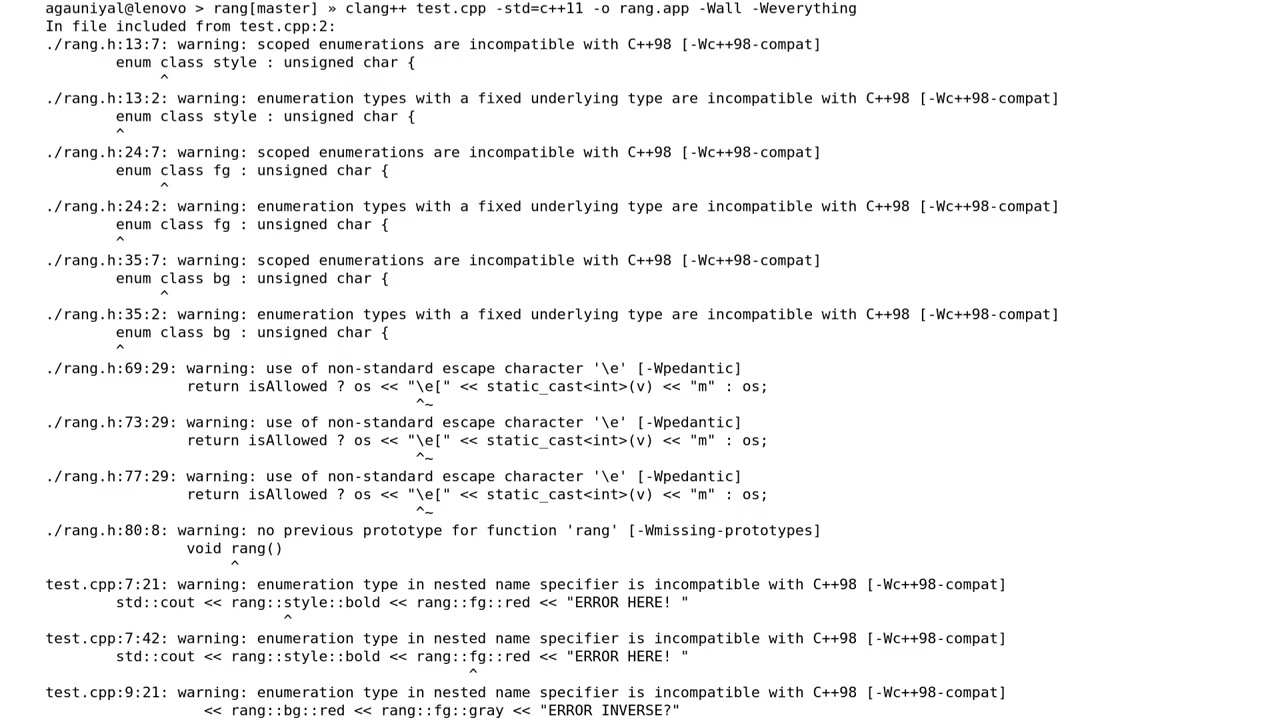 agauniyal@lenovo > rang[master] » clang++ test.cpp -std=c++11 -o rang.app -Wall -Weverything
In file included from test.cpp:2:
./rang.h:13:7: warning: scoped enumerations are incompatible with C++98 [-Wc++98-compat]
        enum class style : unsigned char {
             ^
./rang.h:13:2: warning: enumeration types with a fixed underlying type are incompatible with C++98 [-Wc++98-compat]
        enum class style : unsigned char {
        ^
./rang.h:24:7: warning: scoped enumerations are incompatible with C++98 [-Wc++98-compat]
        enum class fg : unsigned char {
             ^
./rang.h:24:2: warning: enumeration types with a fixed underlying type are incompatible with C++98 [-Wc++98-compat]
        enum class fg : unsigned char {
        ^
./rang.h:35:7: warning: scoped enumerations are incompatible with C++98 [-Wc++98-compat]
        enum class bg : unsigned char {
             ^
./rang.h:35:2: warning: enumeration types with a fixed underlying type are incompatible with C++98 [-Wc++98-compat]
        enum class bg : unsigned char {
        ^
./rang.h:69:29: warning: use of non-standard escape character '\e' [-Wpedantic]
                return isAllowed ? os << "\e[" << static_cast<int>(v) << "m" : os;
                                          ^~
./rang.h:73:29: warning: use of non-standard escape character '\e' [-Wpedantic]
                return isAllowed ? os << "\e[" << static_cast<int>(v) << "m" : os;
                                          ^~
./rang.h:77:29: warning: use of non-standard escape character '\e' [-Wpedantic]
                return isAllowed ? os << "\e[" << static_cast<int>(v) << "m" : os;
                                          ^~
./rang.h:80:8: warning: no previous prototype for function 'rang' [-Wmissing-prototypes]
                void rang()
                     ^
test.cpp:7:21: warning: enumeration type in nested name specifier is incompatible with C++98 [-Wc++98-compat]
        std::cout << rang::style::bold << rang::fg::red << "ERROR HERE! "
                           ^
test.cpp:7:42: warning: enumeration type in nested name specifier is incompatible with C++98 [-Wc++98-compat]
        std::cout << rang::style::bold << rang::fg::red << "ERROR HERE! "
                                                ^
test.cpp:9:21: warning: enumeration type in nested name specifier is incompatible with C++98 [-Wc++98-compat]
                  << rang::bg::red << rang::fg::gray << "ERROR INVERSE?"